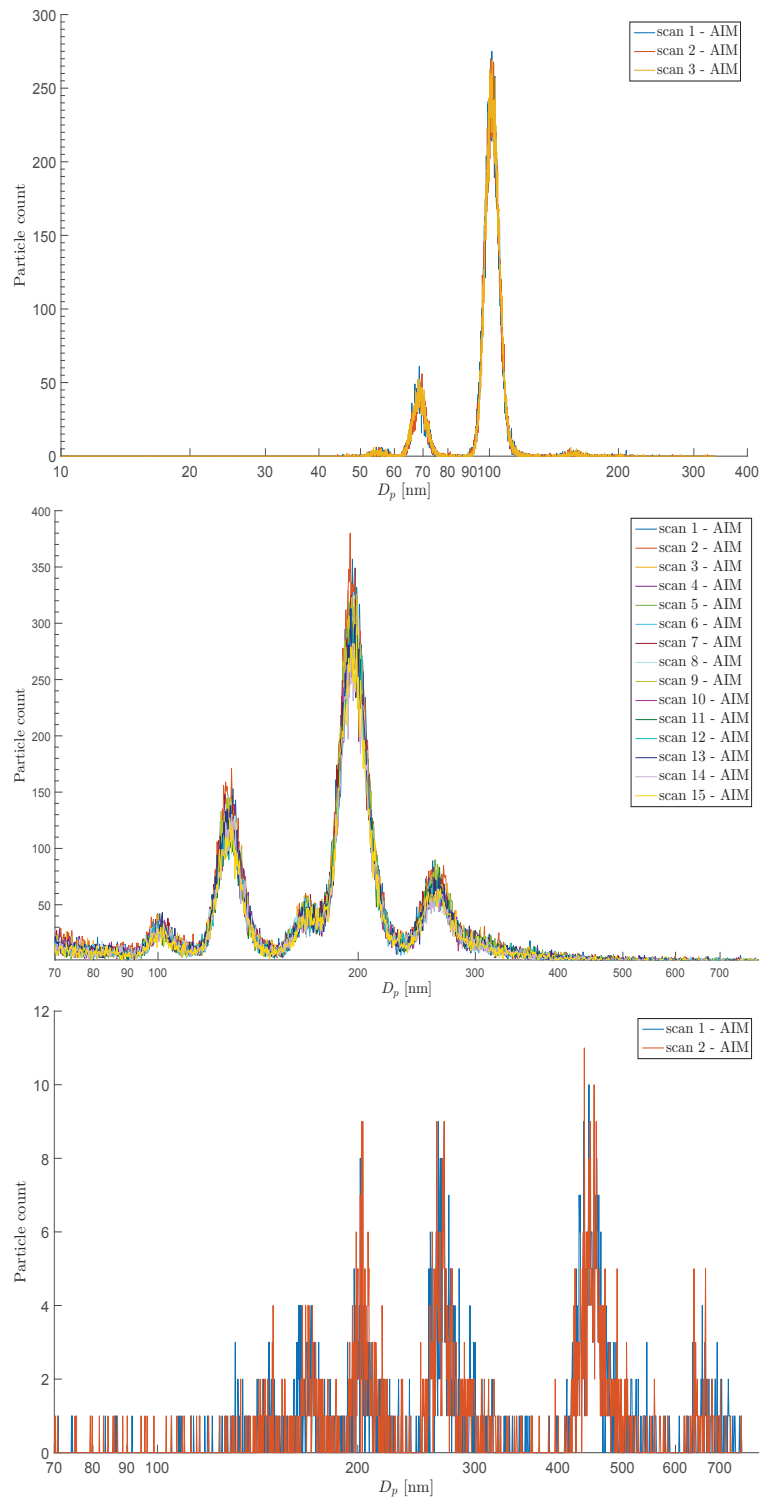 300
250
200
150
100
50
0
Particle count
10 20 30 40 50 60 70 80 90 100 200 300 400
D_p [nm]
scan 1 - AIM
scan 2 - AIM
scan 3 - AIM
400
350
300
250
200
150
100
50
Particle count
70 80 90 100 200 300 400 500 600 700
D_p [nm]
scan 1 - AIM
scan 2 - AIM
scan 3 - AIM
scan 4 - AIM
scan 5 - AIM
scan 6 - AIM
scan 7 - AIM
scan 8 - AIM
scan 9 - AIM
scan 10 - AIM
scan 11 - AIM
scan 12 - AIM
scan 13 - AIM
scan 14 - AIM
scan 15 - AIM
12
10
8
6
4
2
0
Particle count
70 80 90 100 200 300 400 500 600 700
D_p [nm]
scan 1 - AIM
scan 2 - AIM